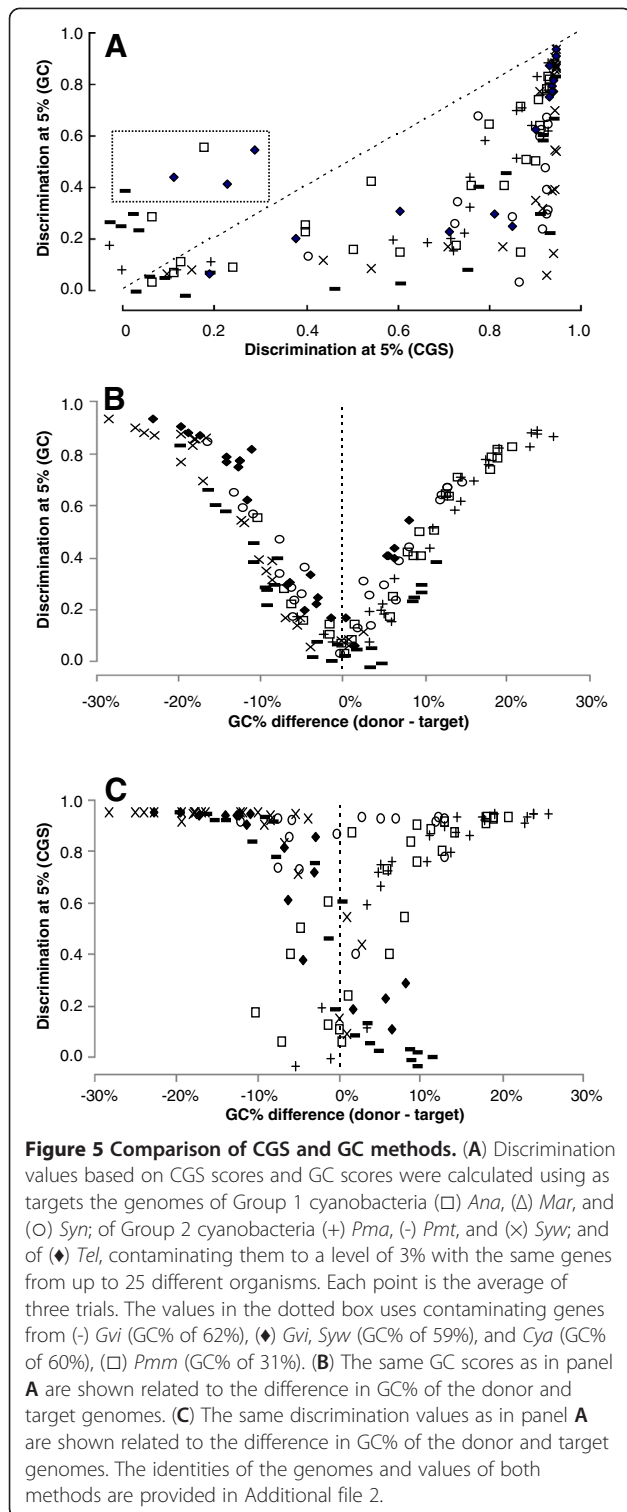 A
1.0
0.8
0.6
0.4
0.2
0.0
Discrimination at 5% (GC)
0 0.2 0.4 0.6 0.8 1.0
Discrimination at 5% (CGS)
B
1.0
0.8
0.6
0.4
0.2
0.0
Discrimination at 5% (GC)
-30% -20% -10% 0% 10% 20% 30%
GC% difference (donor - target)
C
1.0
0.8
0.6
0.4
0.2
0.0
Discrimination at 5% (CGS)
-30% -20% -10% 0% 10% 20% 30%
GC% difference (donor - target)
Figure 5 Comparison of CGS and GC methods. (A) Discrimination
values based on CGS scores and GC scores were calculated using as
targets the genomes of Group 1 cyanobacteria (□) Ana, (Δ) Mar, and
(O) Syn; of Group 2 cyanobacteria (+) Pma, (-) Pmt, and (×) Syw; and
of (♦) Tel, contaminating them to a level of 3% with the same genes
from up to 25 different organisms. Each point is the average of
three trials. The values in the dotted box uses contaminating genes
from (-) Gvi (GC% of 62%), (♦) Gvi, Syw (GC% of 59%), and Cya (GC%
of 60%), (□) Pmm (GC% of 31%). (B) The same GC scores as in panel
A are shown related to the difference in GC% of the donor and
target genomes. (C) The same discrimination values as in panel A
are shown related to the difference in GC% of the donor and target
genomes. The identities of the genomes and values of both
methods are provided in Additional file 2.